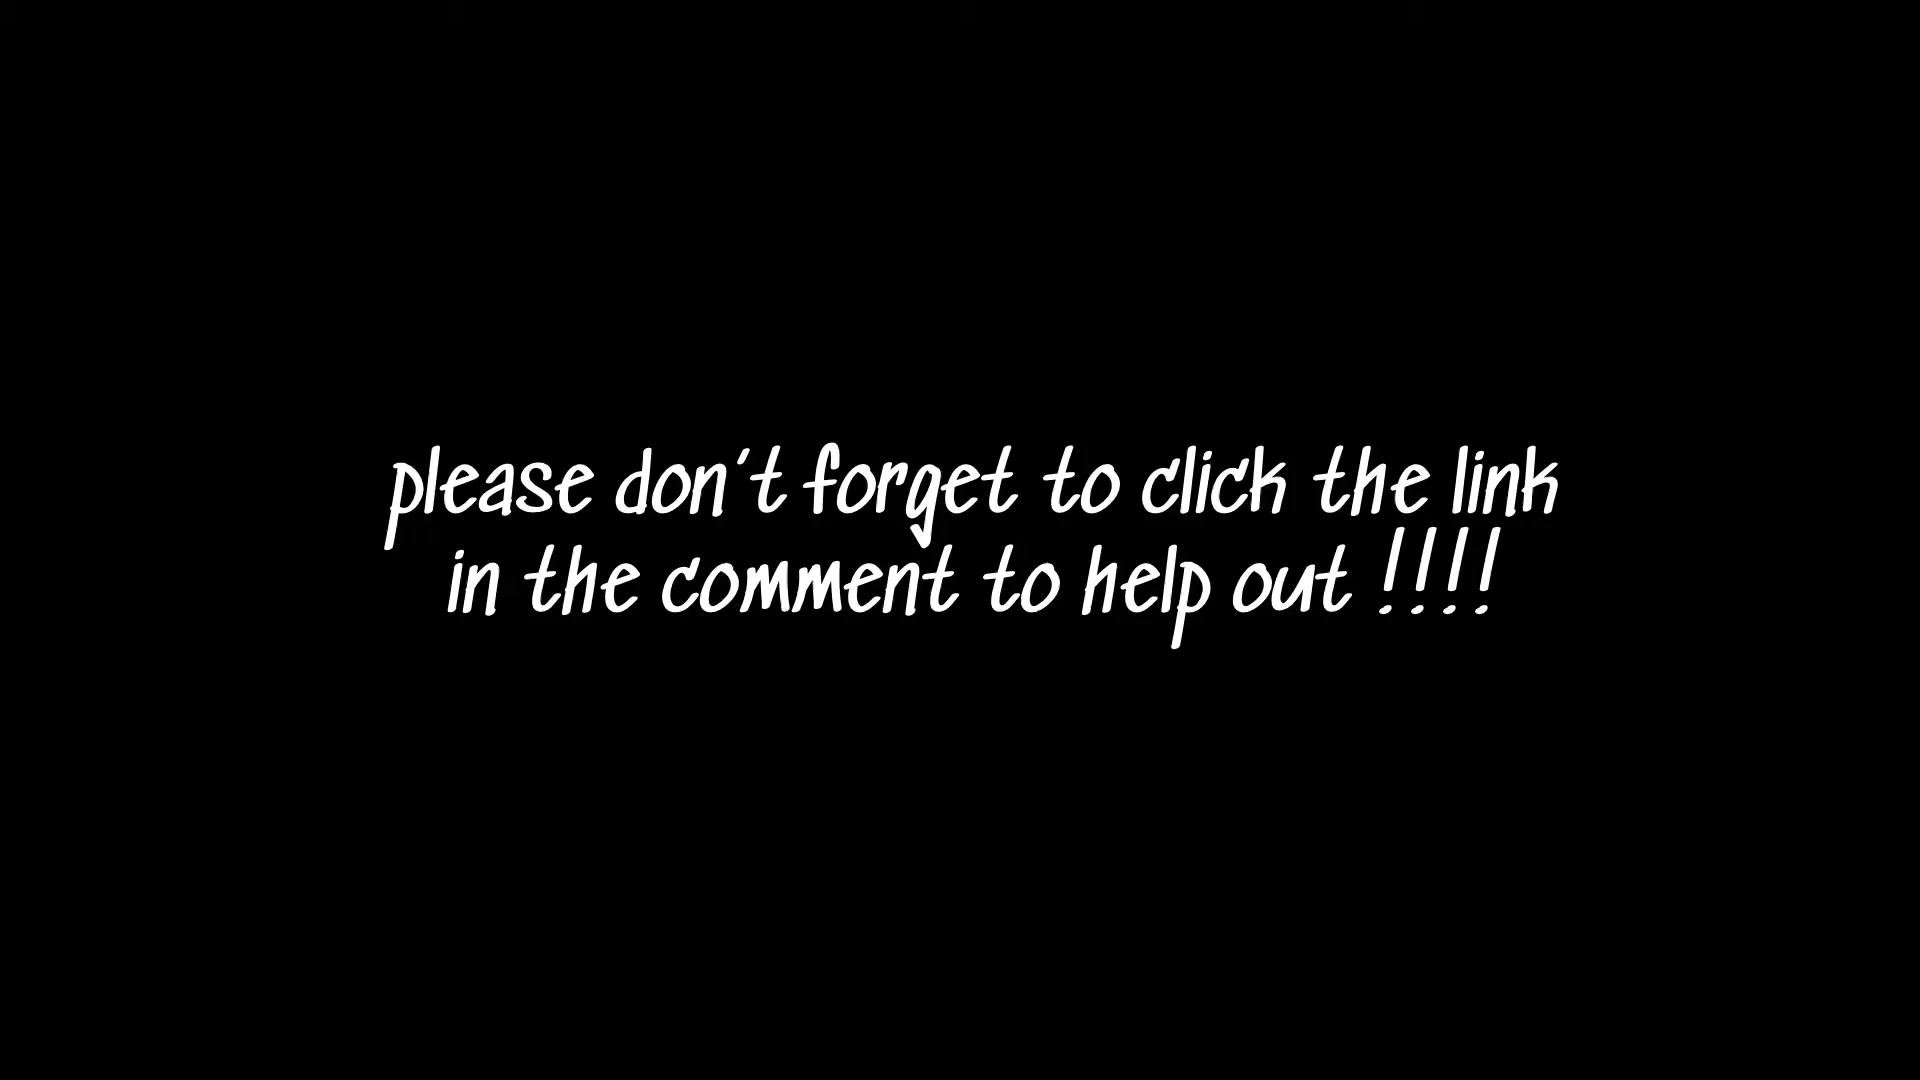 please don't forget to click the link
in the comment to help out !!!!